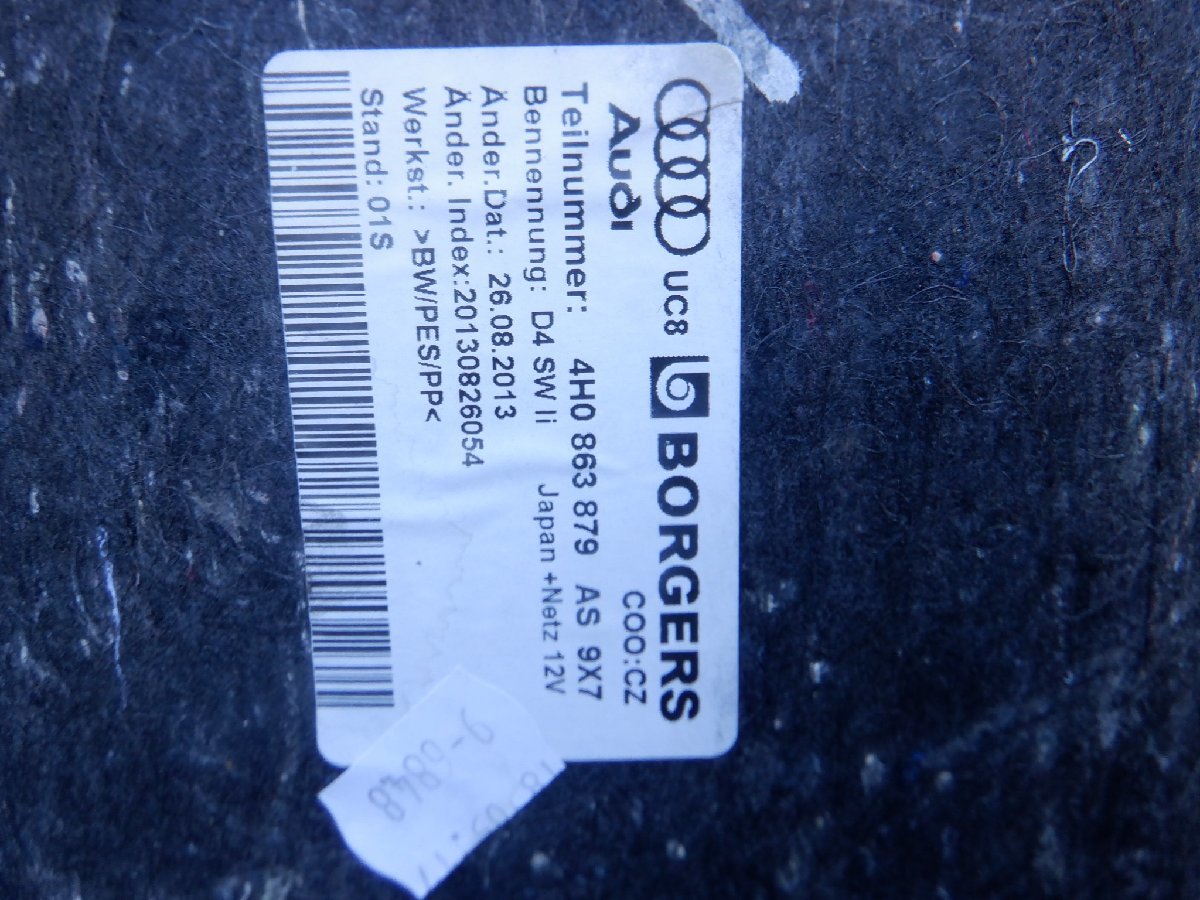 UC8 BORGERS
Audi COO:CZ
Teilnummer: 4H0 863 879 AS 9X7
Bennennung: D4 SW li Japan +Netz 12V
Änder.Dat.: 26.08.2013
Änder. Index:20130826054
Werkst.: >BW/PES/PP<
Stand: 01S
9-0848